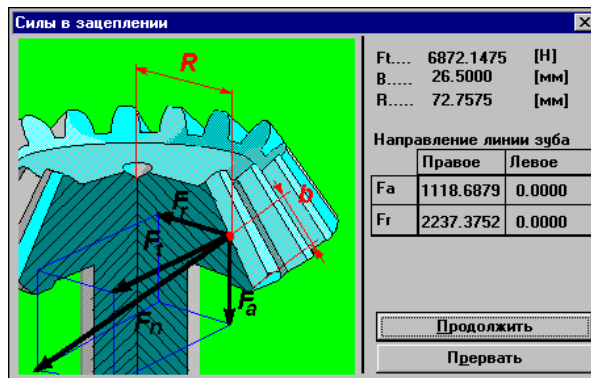 Силы в зацеплении
R
b
Fr
Ft
Fn
Fa
Ft.... 6872.1475 [Н]
B..... 26.5000 [мм]
R..... 72.7575 [мм]
Направление линии зуба
Правое Левое
Fa 1118.6879 0.0000
Fr 2237.3752 0.0000
Продолжить
Прервать